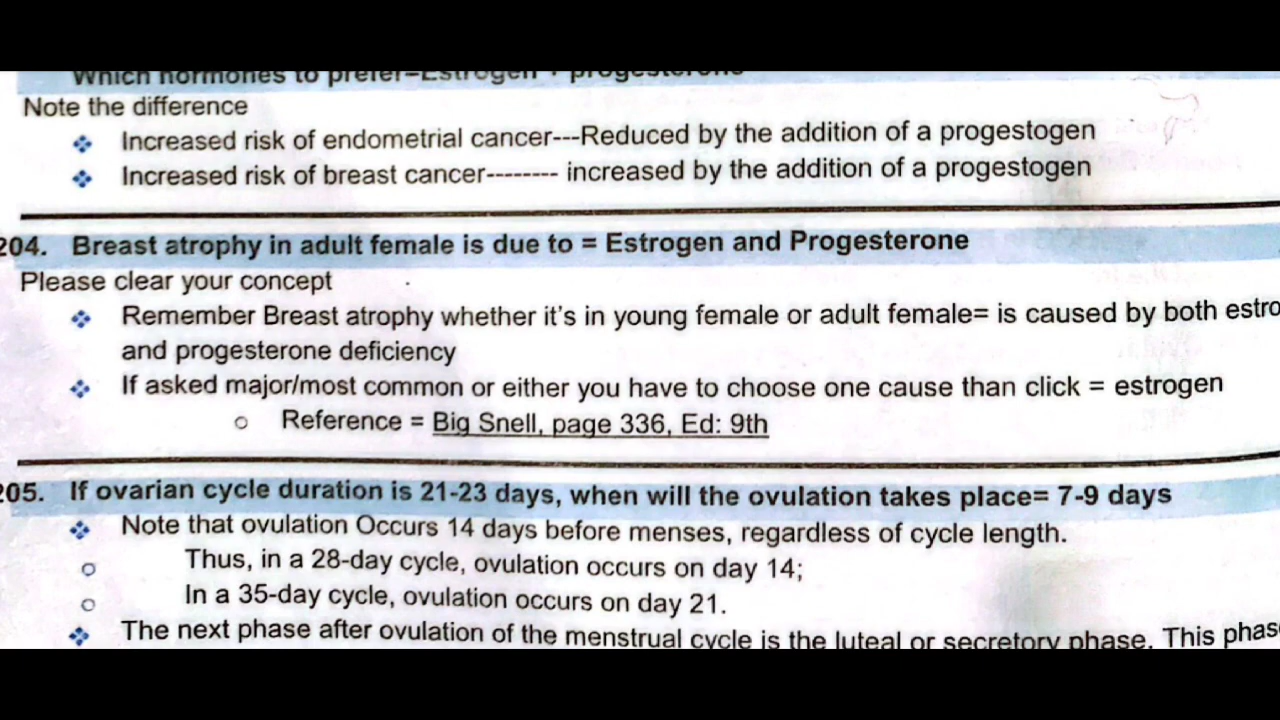 Which hormones to prefer=Estrogen + progesterone
Note the difference
❖ Increased risk of endometrial cancer---Reduced by the addition of a progestogen
❖ Increased risk of breast cancer-------- increased by the addition of a progestogen
204. Breast atrophy in adult female is due to = Estrogen and Progesterone
Please clear your concept
❖ Remember Breast atrophy whether it's in young female or adult female= is caused by both estro
and progesterone deficiency
❖ If asked major/most common or either you have to choose one cause than click = estrogen
o Reference = Big Snell, page 336, Ed: 9th
205. If ovarian cycle duration is 21-23 days, when will the ovulation takes place= 7-9 days
❖ Note that ovulation Occurs 14 days before menses, regardless of cycle length.
o Thus, in a 28-day cycle, ovulation occurs on day 14;
o In a 35-day cycle, ovulation occurs on day 21.
❖ The next phase after ovulation of the menstrual cycle is the luteal or secretory phase. This phase